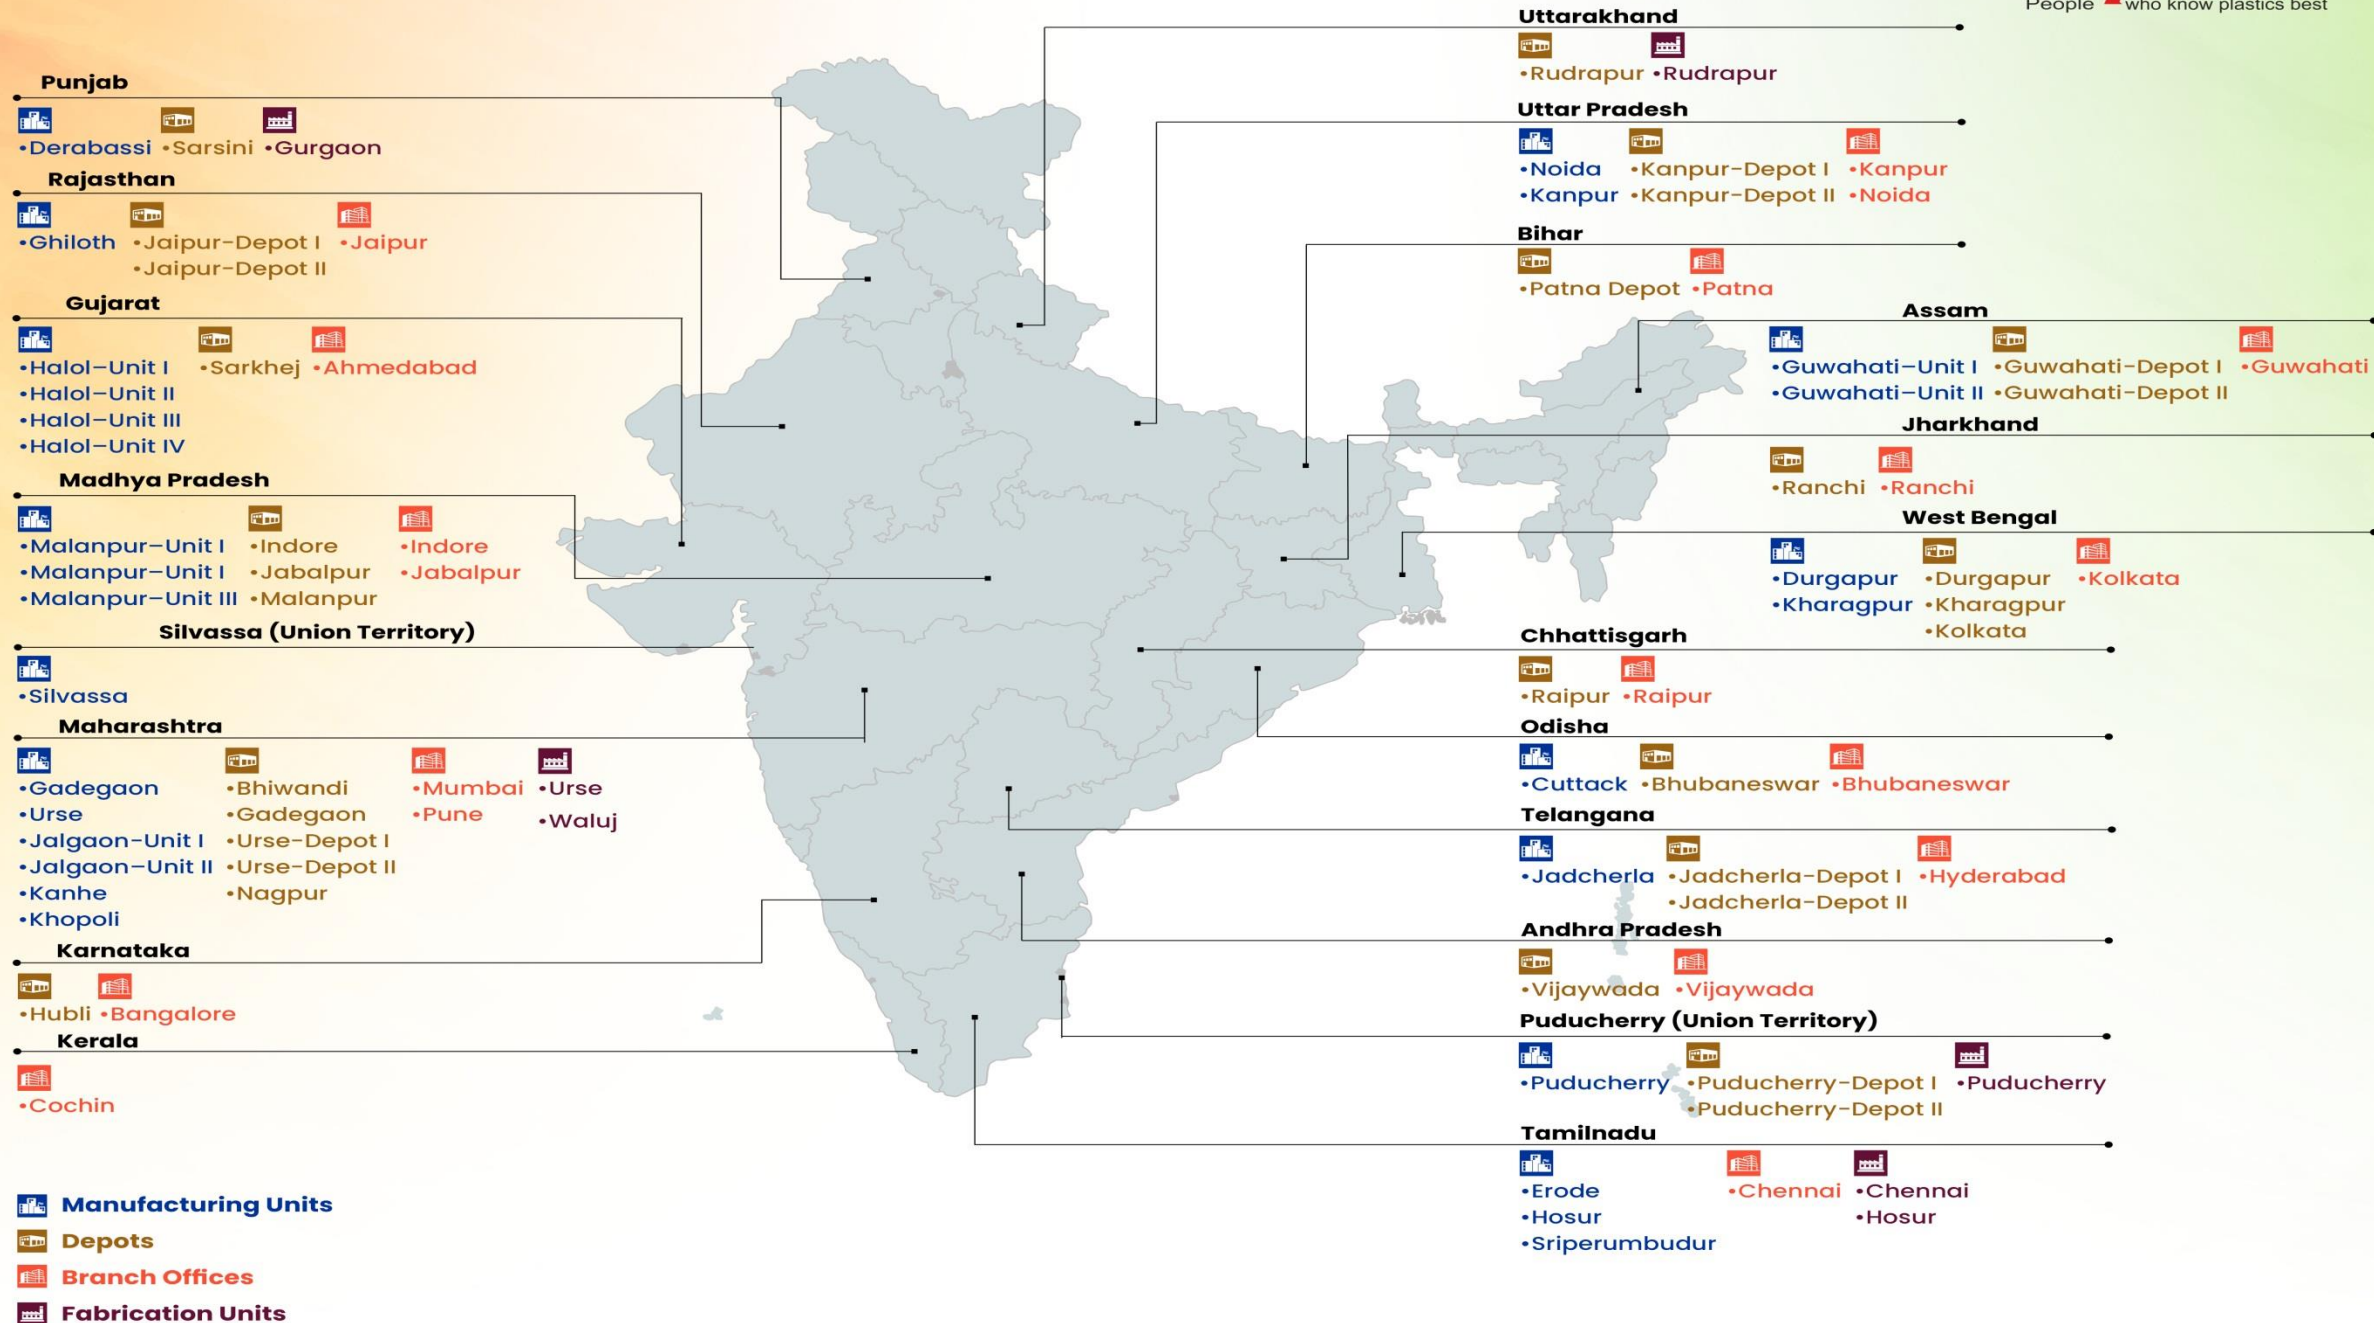 People who know plastics best
Punjab
•Derabassi •Sarsini •Gurgaon
Rajasthan
•Ghiloth •Jaipur-Depot I •Jaipur
•Jaipur-Depot II
Gujarat
•Halol–Unit I •Sarkhej •Ahmedabad
•Halol–Unit II
•Halol–Unit III
•Halol–Unit IV
Madhya Pradesh
•Malanpur–Unit I •Indore •Indore
•Malanpur–Unit I •Jabalpur •Jabalpur
•Malanpur–Unit III •Malanpur
Silvassa (Union Territory)
•Silvassa
Maharashtra
•Gadegaon •Bhiwandi •Mumbai •Urse
•Urse •Gadegaon •Pune •Waluj
•Jalgaon-Unit I •Urse-Depot I
•Jalgaon–Unit II •Urse-Depot II
•Kanhe •Nagpur
•Khopoli
Karnataka
•Hubli •Bangalore
Kerala
•Cochin
Manufacturing Units
Depots
Branch Offices
Fabrication Units
Uttarakhand
•Rudrapur •Rudrapur
Uttar Pradesh
•Noida •Kanpur-Depot I •Kanpur
•Kanpur •Kanpur-Depot II •Noida
Bihar
•Patna Depot •Patna
Assam
•Guwahati–Unit I •Guwahati-Depot I •Guwahati
•Guwahati–Unit II •Guwahati-Depot II
Jharkhand
•Ranchi •Ranchi
West Bengal
•Durgapur •Durgapur •Kolkata
•Kharagpur •Kharagpur
•Kolkata
Chhattisgarh
•Raipur •Raipur
Odisha
•Cuttack •Bhubaneswar •Bhubaneswar
Telangana
•Jadcherla •Jadcherla-Depot I •Hyderabad
•Jadcherla-Depot II
Andhra Pradesh
•Vijaywada •Vijaywada
Puducherry (Union Territory)
•Puducherry •Puducherry-Depot I •Puducherry
•Puducherry-Depot II
Tamilnadu
•Erode •Chennai •Chennai
•Hosur •Hosur
•Sriperumbudur